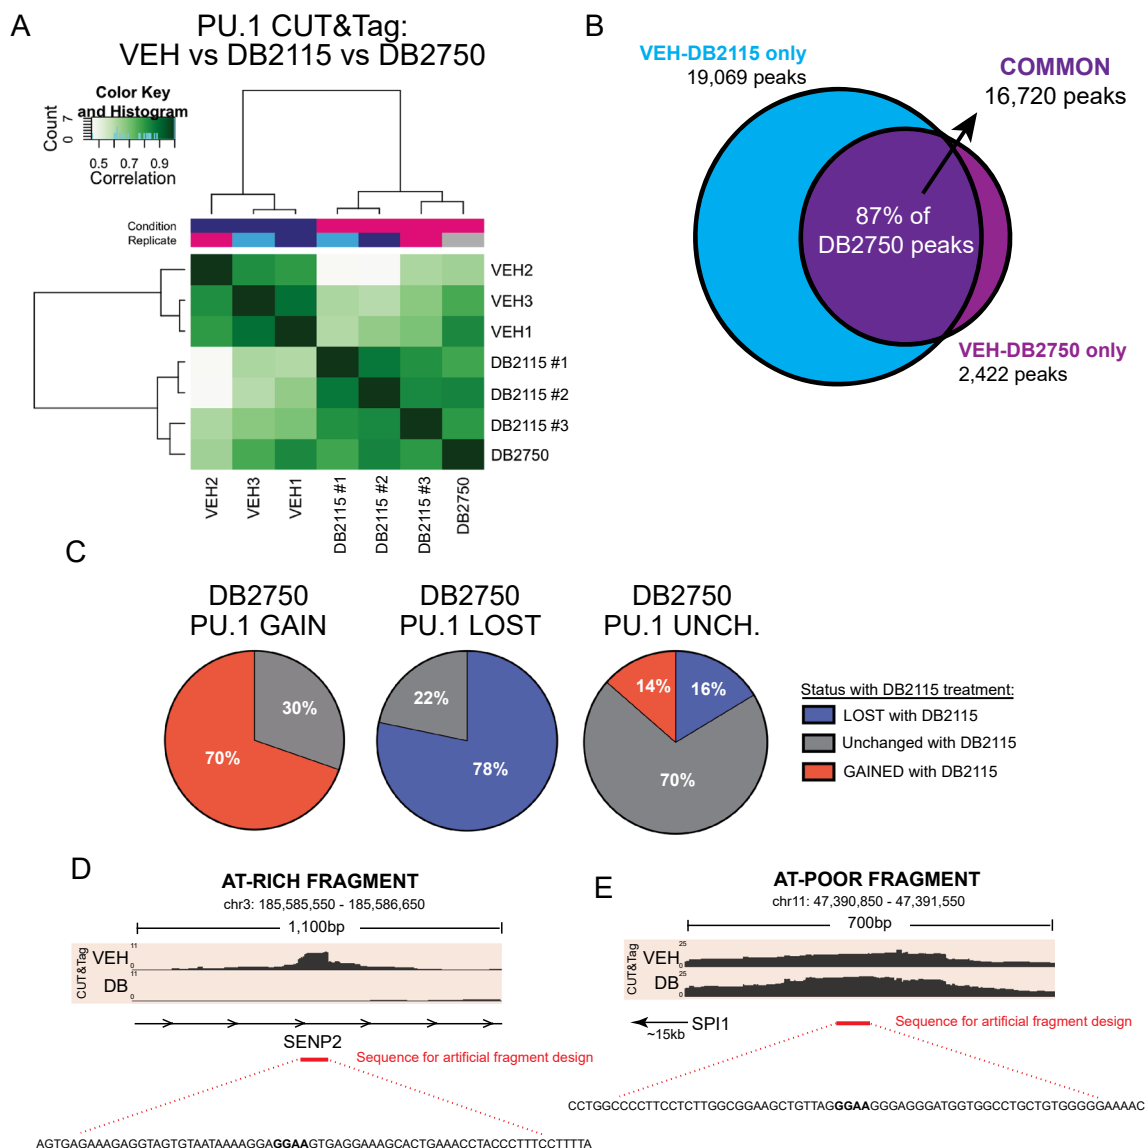 A
PU.1 CUT&Tag:
VEH vs DB2115 vs DB2750
Color Key
and Histogram
Count
0 7
0.5 0.7 0.9
Correlation
Condition
Replicate
VEH2
VEH3
VEH1
DB2115 #1
DB2115 #2
DB2115 #3
DB2750
VEH2
VEH3
VEH1
DB2115 #1
DB2115 #2
DB2115 #3
DB2750
B
VEH-DB2115 only
19,069 peaks
COMMON
16,720 peaks
87% of
DB2750 peaks
VEH-DB2750 only
2,422 peaks
C
DB2750
PU.1 GAIN
30%
70%
DB2750
PU.1 LOST
22%
78%
DB2750
PU.1 UNCH.
14%
16%
70%
Status with DB2115 treatment:
LOST with DB2115
Unchanged with DB2115
GAINED with DB2115
D
AT-RICH FRAGMENT
chr3: 185,585,550 - 185,586,650
1,100bp
CUT&Tag
VEH
11
0
DB
11
0
SENP2
Sequence for artificial fragment design
AGTGAGAAAGAGGTAGTGTAATAAAAGGAGGAAGTGAGGAAAGCACTGAAACCTACCCTTTCCTTTTA
E
AT-POOR FRAGMENT
chr11: 47,390,850 - 47,391,550
700bp
CUT&Tag
VEH
25
0
DB
25
0
SPI1
~15kb
Sequence for artificial fragment design
CCTGGCCCCTTCCTCTTGGCGGAAGCTGTTAGGGAAGGGAGGGATGGTGGCCTGCTGTGGGGGAAAAC